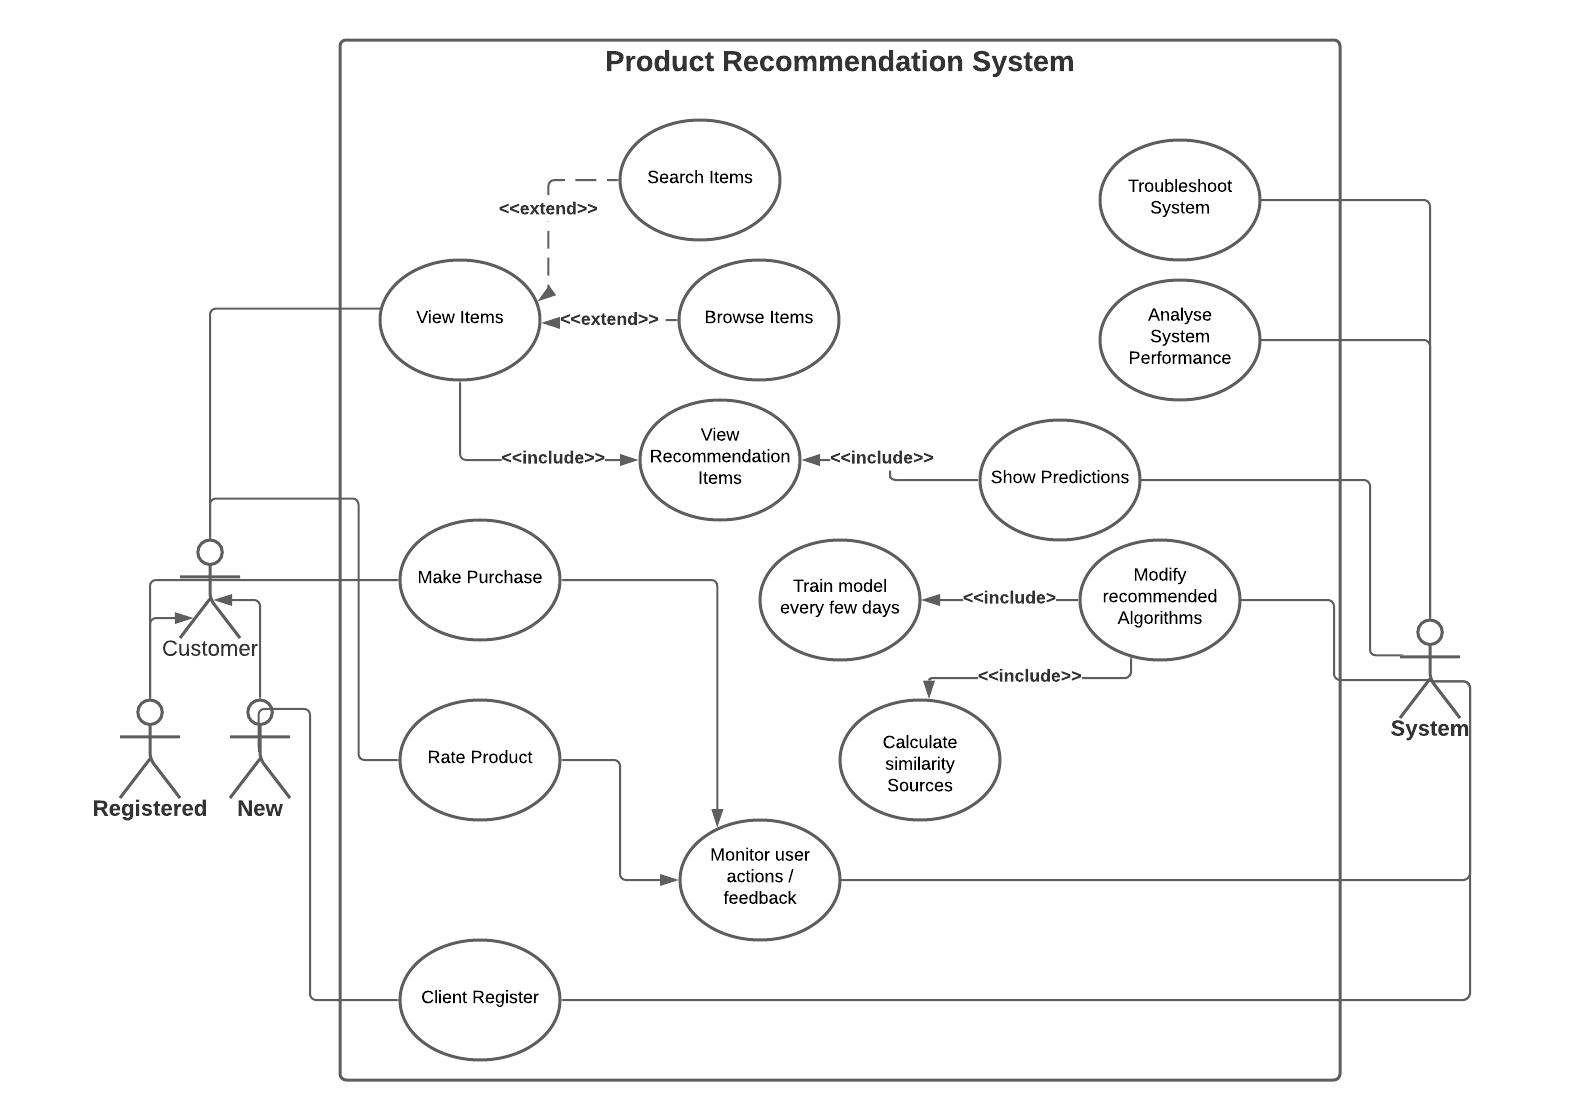 Product Recommendation System
Search Items
Troubleshoot
System
<<extend>>
View Items
<<extend>>
Browse Items
Analyse
System
Performance
View
Recommendation
Items
<<include>>
<<include>>
Show Predictions
Make Purchase
Train model
every few days
<<include>
Modify
recommended
Algorithms
Customer
<<include>>
System
Rate Product
Calculate
similarity
Sources
Registered
New
Monitor user
actions /
feedback
Client Register